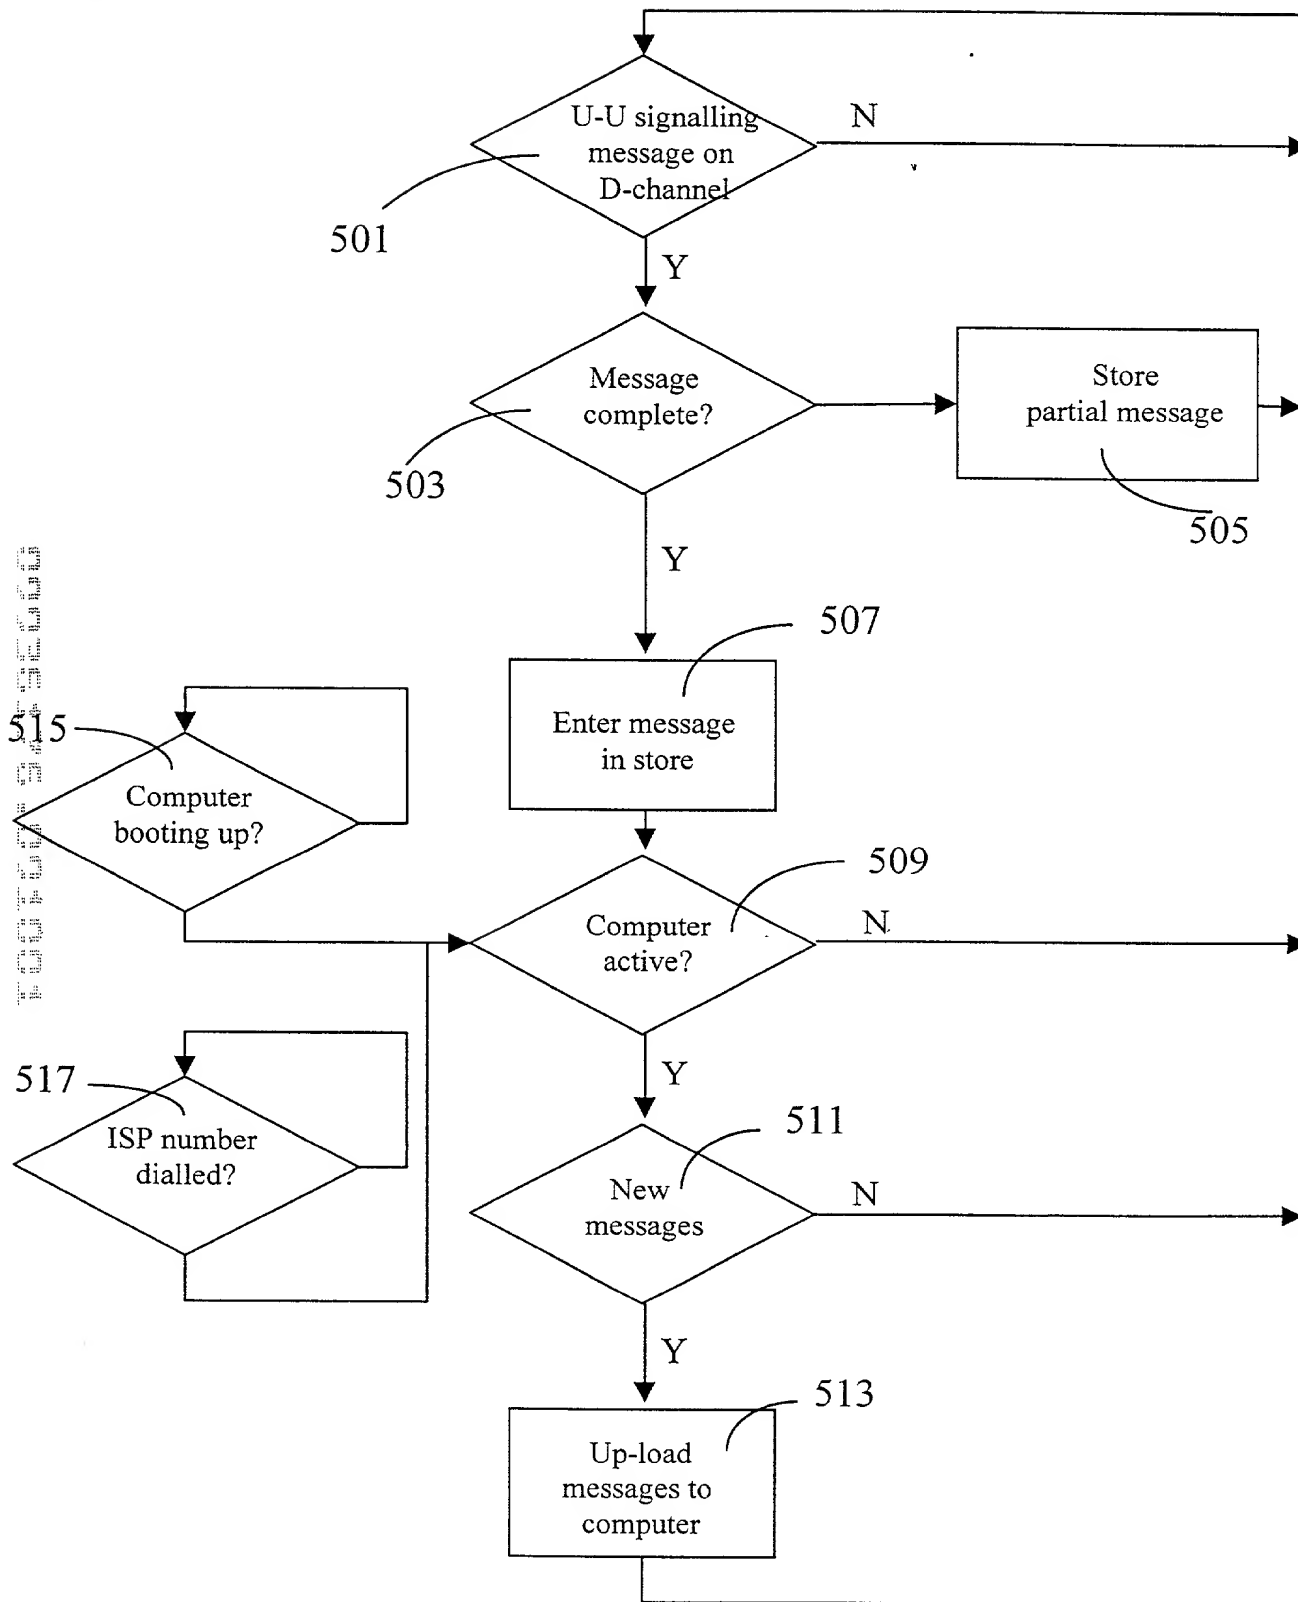 U-U signalling
message on
D-channel
N
501
Y
Message
complete?
503
Store
partial message
505
Y
507
Enter message
in store
515
Computer
booting up?
509
Computer
active?
N
Y
517
ISP number
dialled?
511
New
messages
N
Y
513
Up-load
messages to
computer